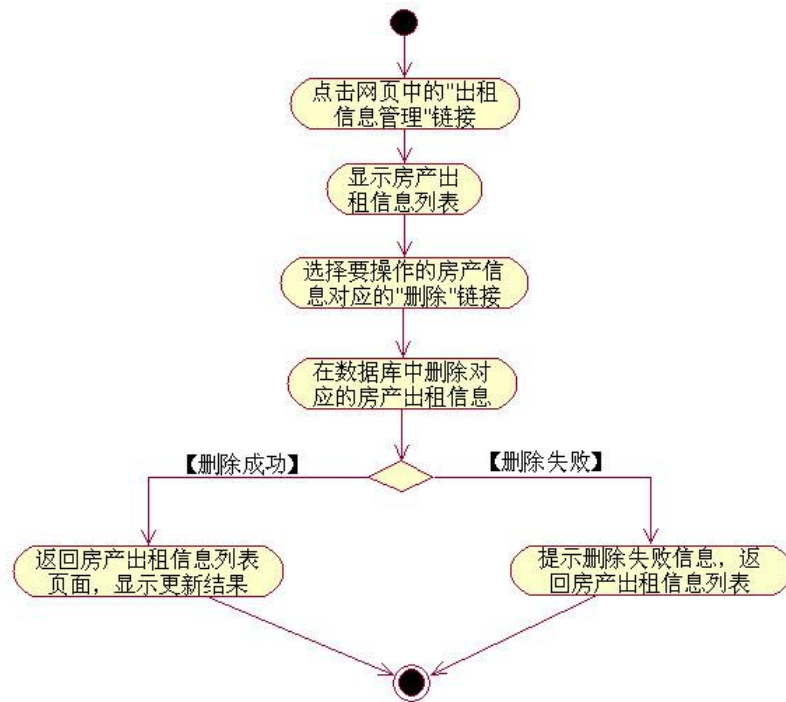 点击网页中的"出租
信息管理"链接
显示房产出
租信息列表
选择要操作的房产信
息对应的"删除"链接
在数据库中删除对
应的房产出租信息
【删除成功】
【删除失败】
返回房产出租信息列表
页面，显示更新结果
提示删除失败信息，返
回房产出租信息列表